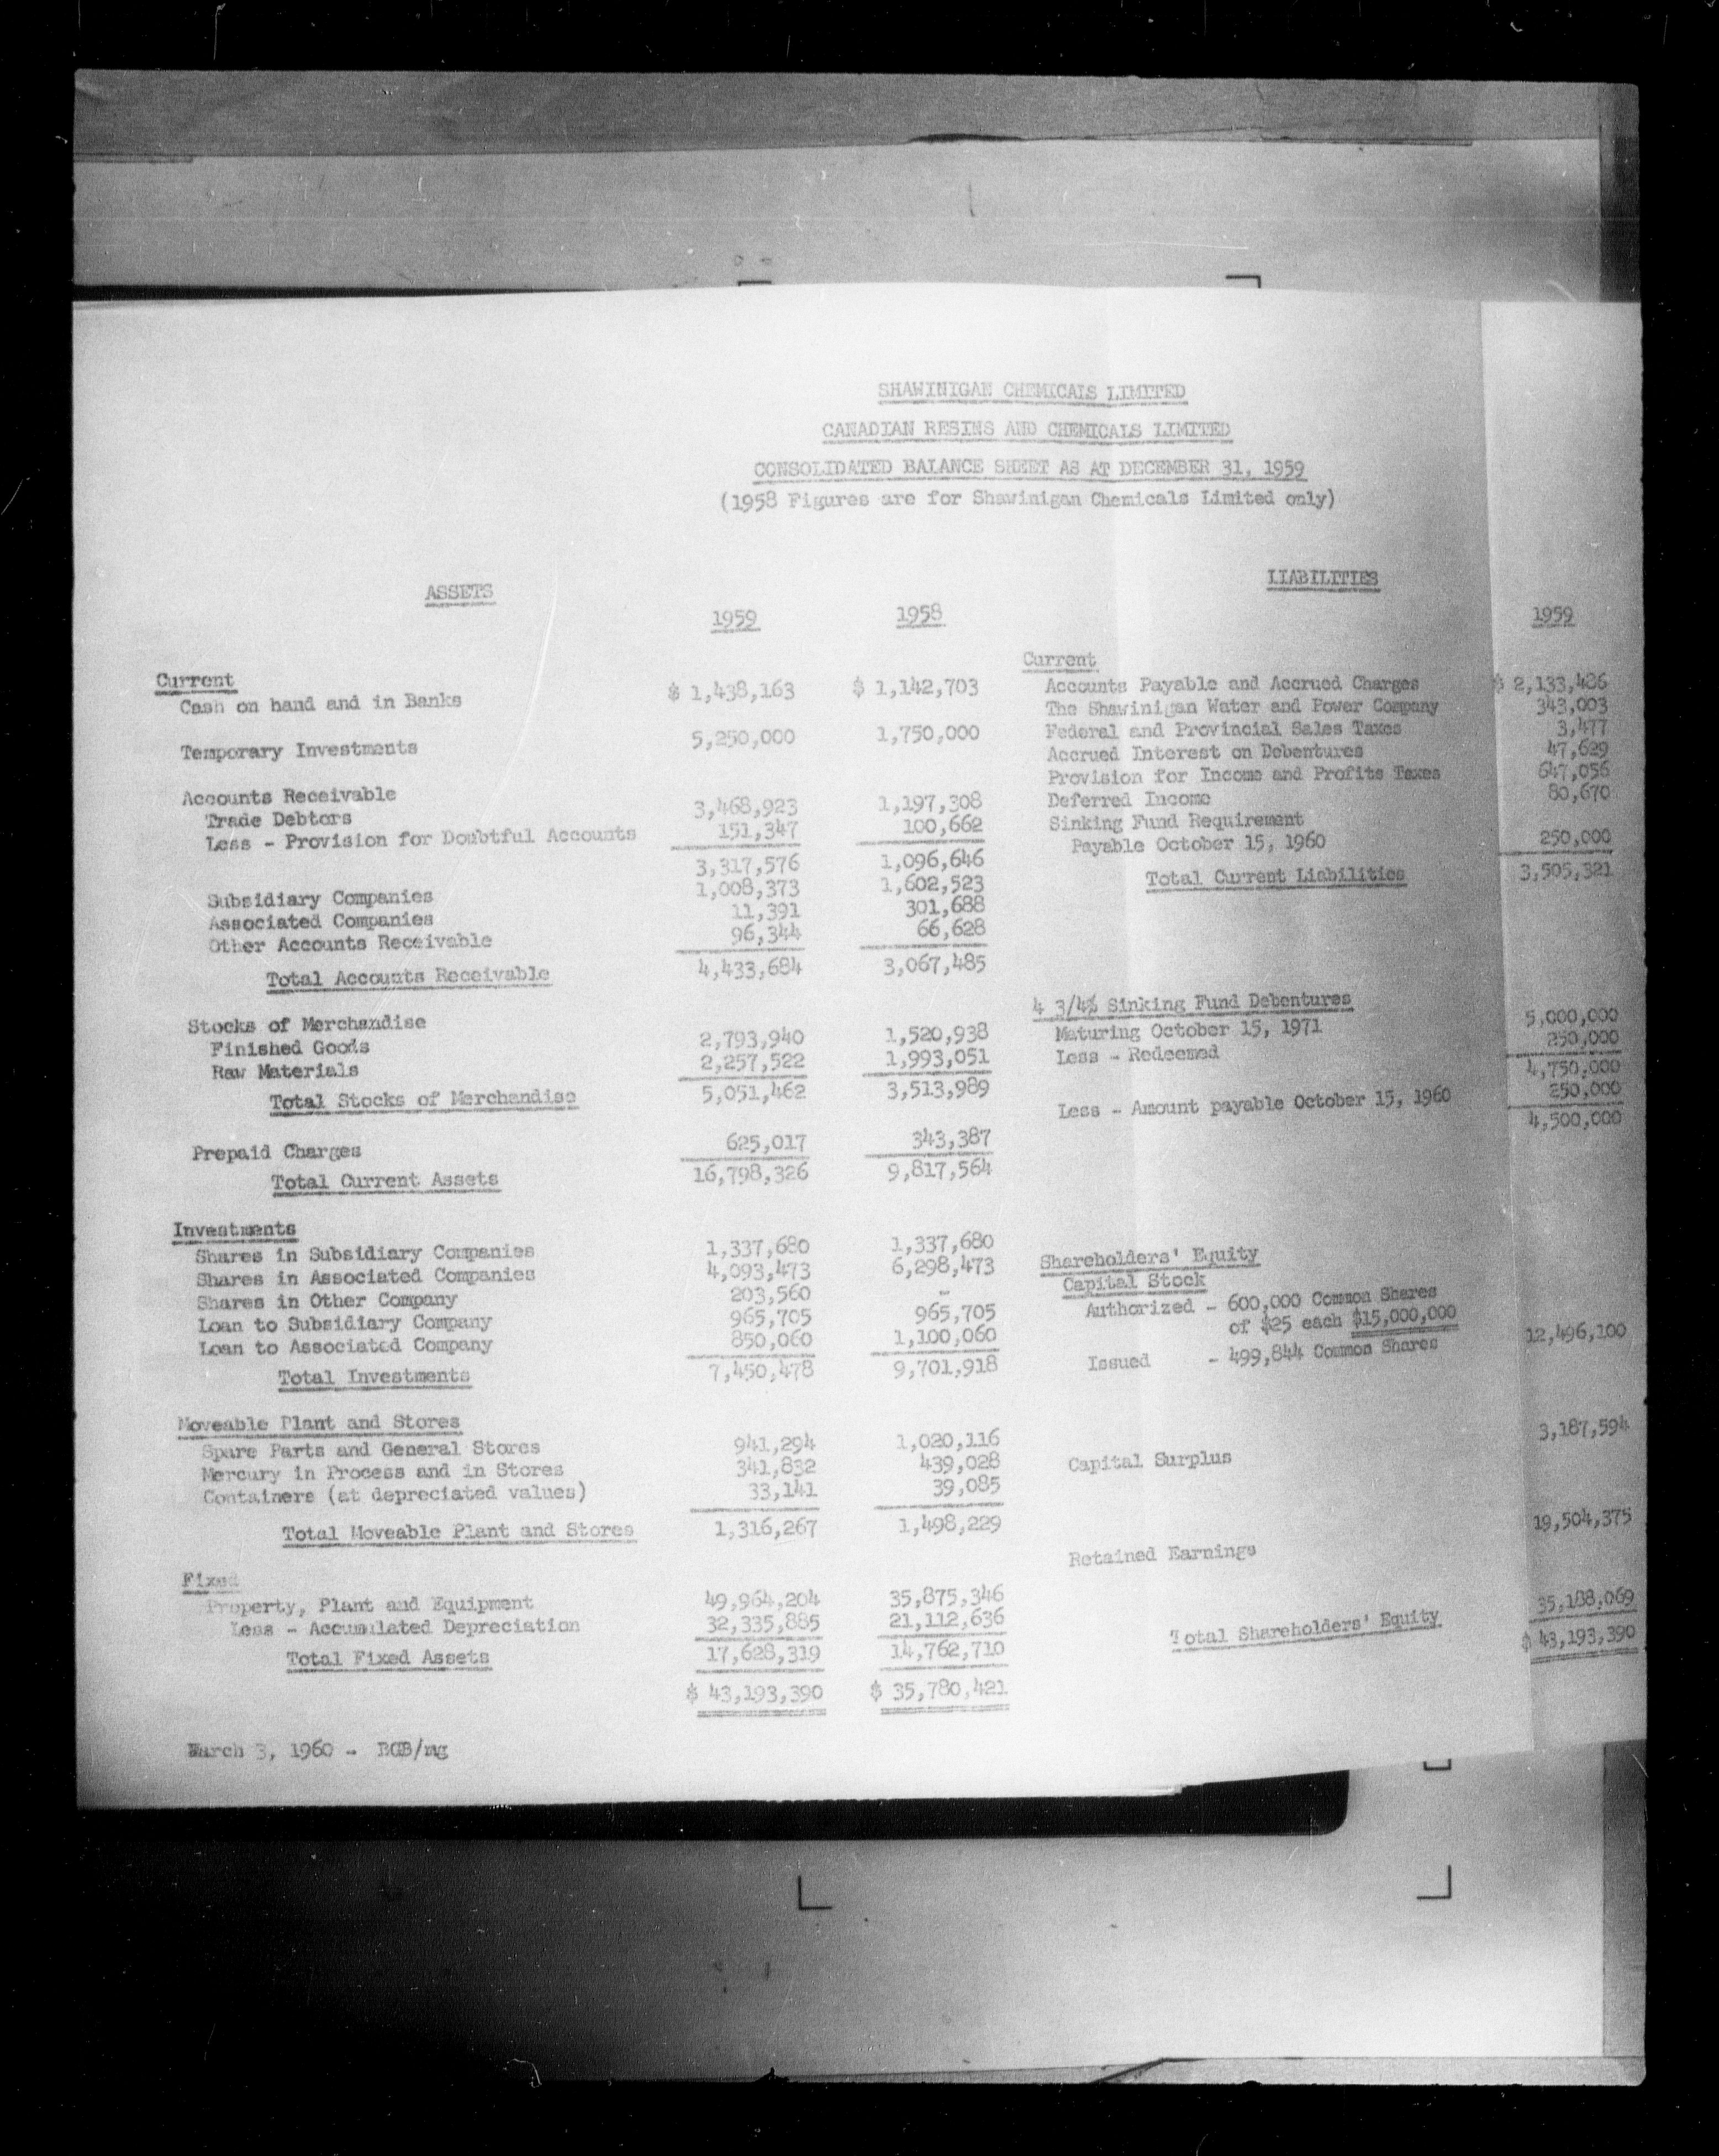 SHAWINIGAN CHEMICALS LIMITED
CANADIAN RESINS AND CHEMICALS LIMITED
CONSOLIDATED BALANCE SHEET AS AT DECEMBER 31, 1959
(1958 Figures are for Shawinigan Chemicals Limited only)
ASSETS
1959 1958
Current
Cash on hand and in Banks $ 1,438,163 $ 1,142,703
Temporary Investments 5,250,000 1,750,000
Accounts Receivable
Trade Debtors 3,468,923 1,197,308
Less - Provision for Doubtful Accounts 151,347 100,662
3,317,576 1,096,646
Subsidiary Companies 1,008,373 1,602,523
Associated Companies 11,391 301,688
Other Accounts Receivable 96,344 66,628
Total Accounts Receivable 4,433,684 3,067,485
Stocks of Merchandise
Finished Goods 2,793,940 1,520,938
Raw Materials 2,257,522 1,993,051
Total Stocks of Merchandise 5,051,462 3,513,989
Prepaid Charges 625,017 343,387
Total Current Assets 16,798,326 9,817,564
Investments
Shares in Subsidiary Companies 1,337,680 1,337,680
Shares in Associated Companies 4,093,473 6,298,473
Shares in Other Company 203,560 -
Loan to Subsidiary Company 965,705 965,705
Loan to Associated Company 850,060 1,100,060
Total Investments 7,450,478 9,701,918
Moveable Plant and Stores
Spare Parts and General Stores 941,294 1,020,116
Mercury in Process and in Stores 341,832 439,028
Containers (at depreciated values) 33,141 39,085
Total Moveable Plant and Stores 1,316,267 1,498,229
Fixed
Property, Plant and Equipment 49,964,204 35,875,346
Less - Accumulated Depreciation 32,335,885 21,112,636
Total Fixed Assets 17,628,319 14,762,710
$ 43,193,390 $ 35,780,421
March 3, 1960 - BGB/mg
LIABILITIES
1959
Current
Accounts Payable and Accrued Charges $ 2,133,486
The Shawinigan Water and Power Company 343,003
Federal and Provincial Sales Taxes 3,477
Accrued Interest on Debentures 47,629
Provision for Income and Profits Taxes 647,056
Deferred Income 80,670
Sinking Fund Requirement
Payable October 15, 1960 250,000
Total Current Liabilities 3,505,321
4 3/4% Sinking Fund Debentures
Maturing October 15, 1971 5,000,000
Less - Redeemed 250,000
4,750,000
Less - Amount payable October 15, 1960 250,000
4,500,000
Shareholders' Equity
Capital Stock
Authorized - 600,000 Common Shares
of $25 each $15,000,000
Issued - 499,844 Common Shares 12,496,100
Capital Surplus 3,187,594
Retained Earnings 19,504,375
Total Shareholders' Equity 35,188,069
$ 43,193,390